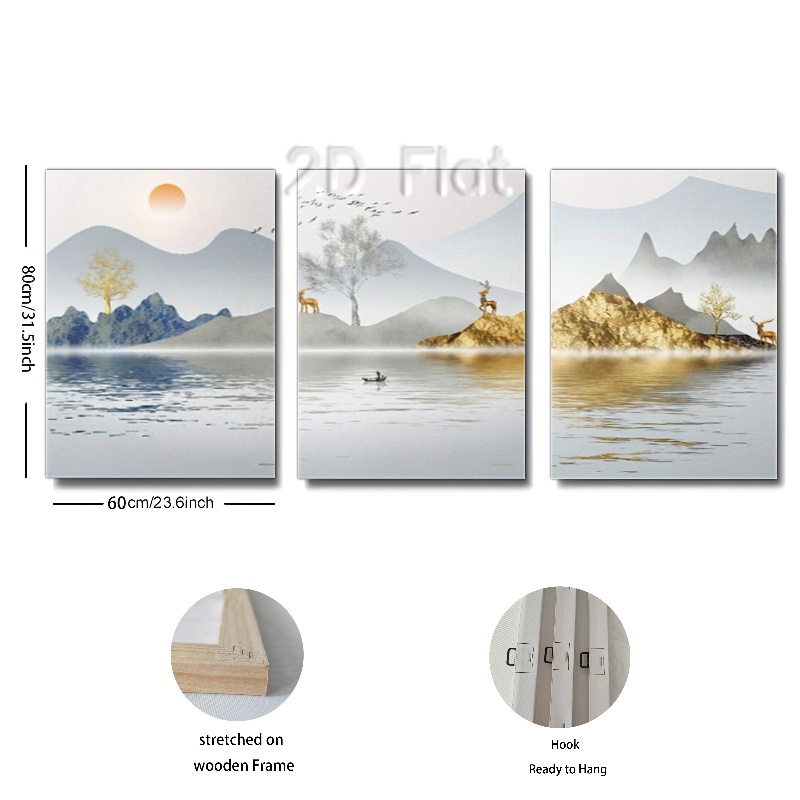 2D Flat
80cm/31.5inch
60cm/23.6inch
stretched on
wooden Frame
Hook
Ready to Hang